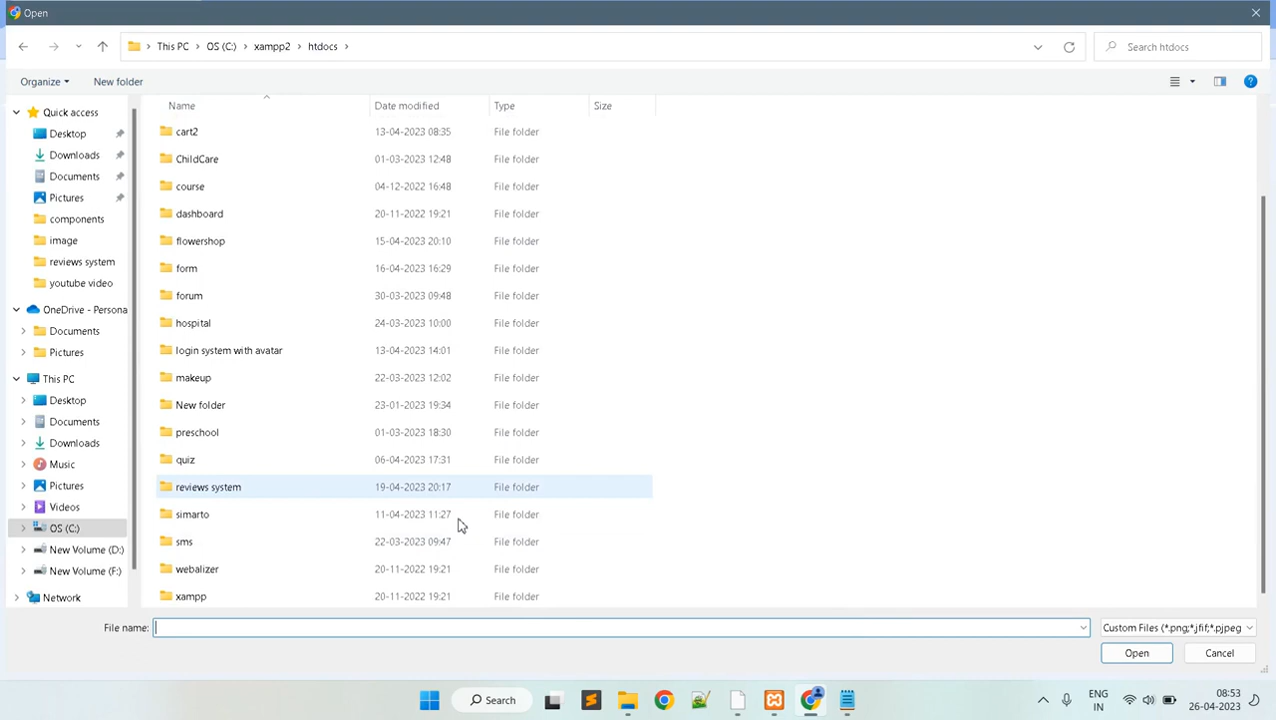 Open
This PC OS (C:) xampp2 htdocs
Search htdocs
Organize
New folder
Name Date modified Type Size
Quick access
Desktop
Downloads
Documents
Pictures
components
image
reviews system
youtube video
OneDrive - Persona
Documents
Pictures
This PC
Desktop
Documents
Downloads
Music
Pictures
Videos
OS (C:)
New Volume (D:)
New Volume (F:)
Network
cart2 13-04-2023 08:35 File folder
ChildCare 01-03-2023 12:48 File folder
course 04-12-2022 16:48 File folder
dashboard 20-11-2022 19:21 File folder
flowershop 15-04-2023 20:10 File folder
form 16-04-2023 16:29 File folder
forum 30-03-2023 09:48 File folder
hospital 24-03-2023 10:00 File folder
login system with avatar 13-04-2023 14:01 File folder
makeup 22-03-2023 12:02 File folder
New folder 23-01-2023 19:34 File folder
preschool 01-03-2023 18:30 File folder
quiz 06-04-2023 17:31 File folder
reviews system 19-04-2023 20:17 File folder
simarto 11-04-2023 11:27 File folder
sms 22-03-2023 09:47 File folder
webalizer 20-11-2022 19:21 File folder
xampp 20-11-2022 19:21 File folder
File name:
Custom Files (*.png;*.jfif;*.pjpeg
Open
Cancel
Search
ENG
IN
08:53
26-04-2023